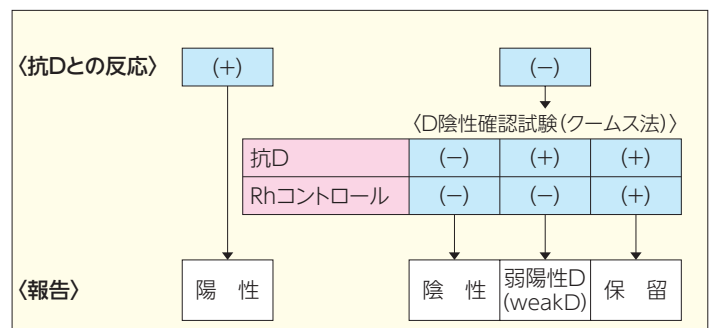 〈抗Dとの反応〉 (+) (−)
〈D陰性確認試験(クームス法)〉
抗D (−) (+) (+)
Rhコントロール (−) (−) (+)
〈報告〉 陽 性 陰 性 弱陽性D (weakD) 保 留